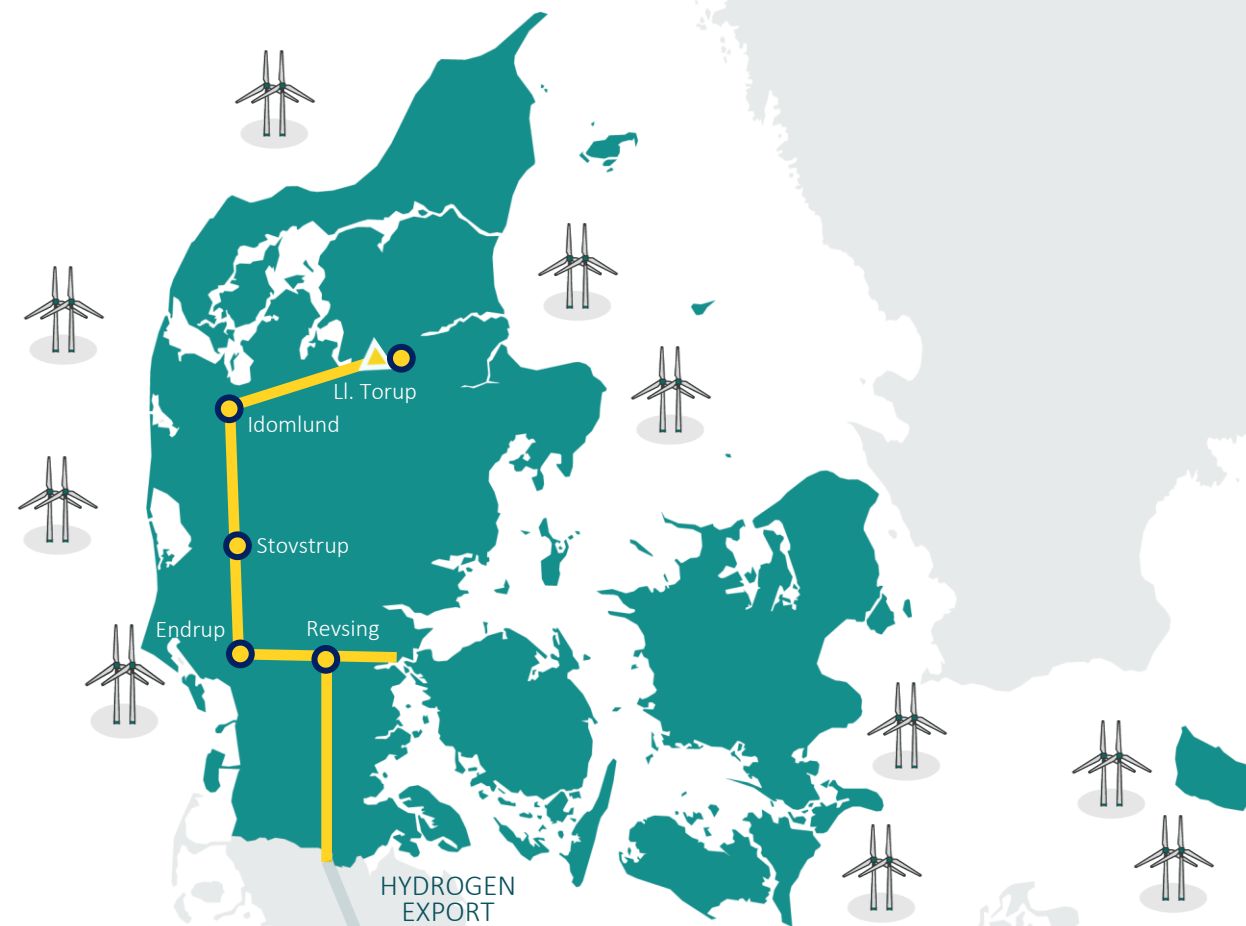 Ll. Torup
Idomlund
Stovstrup
Endrup
Revsing
HYDROGEN
EXPORT